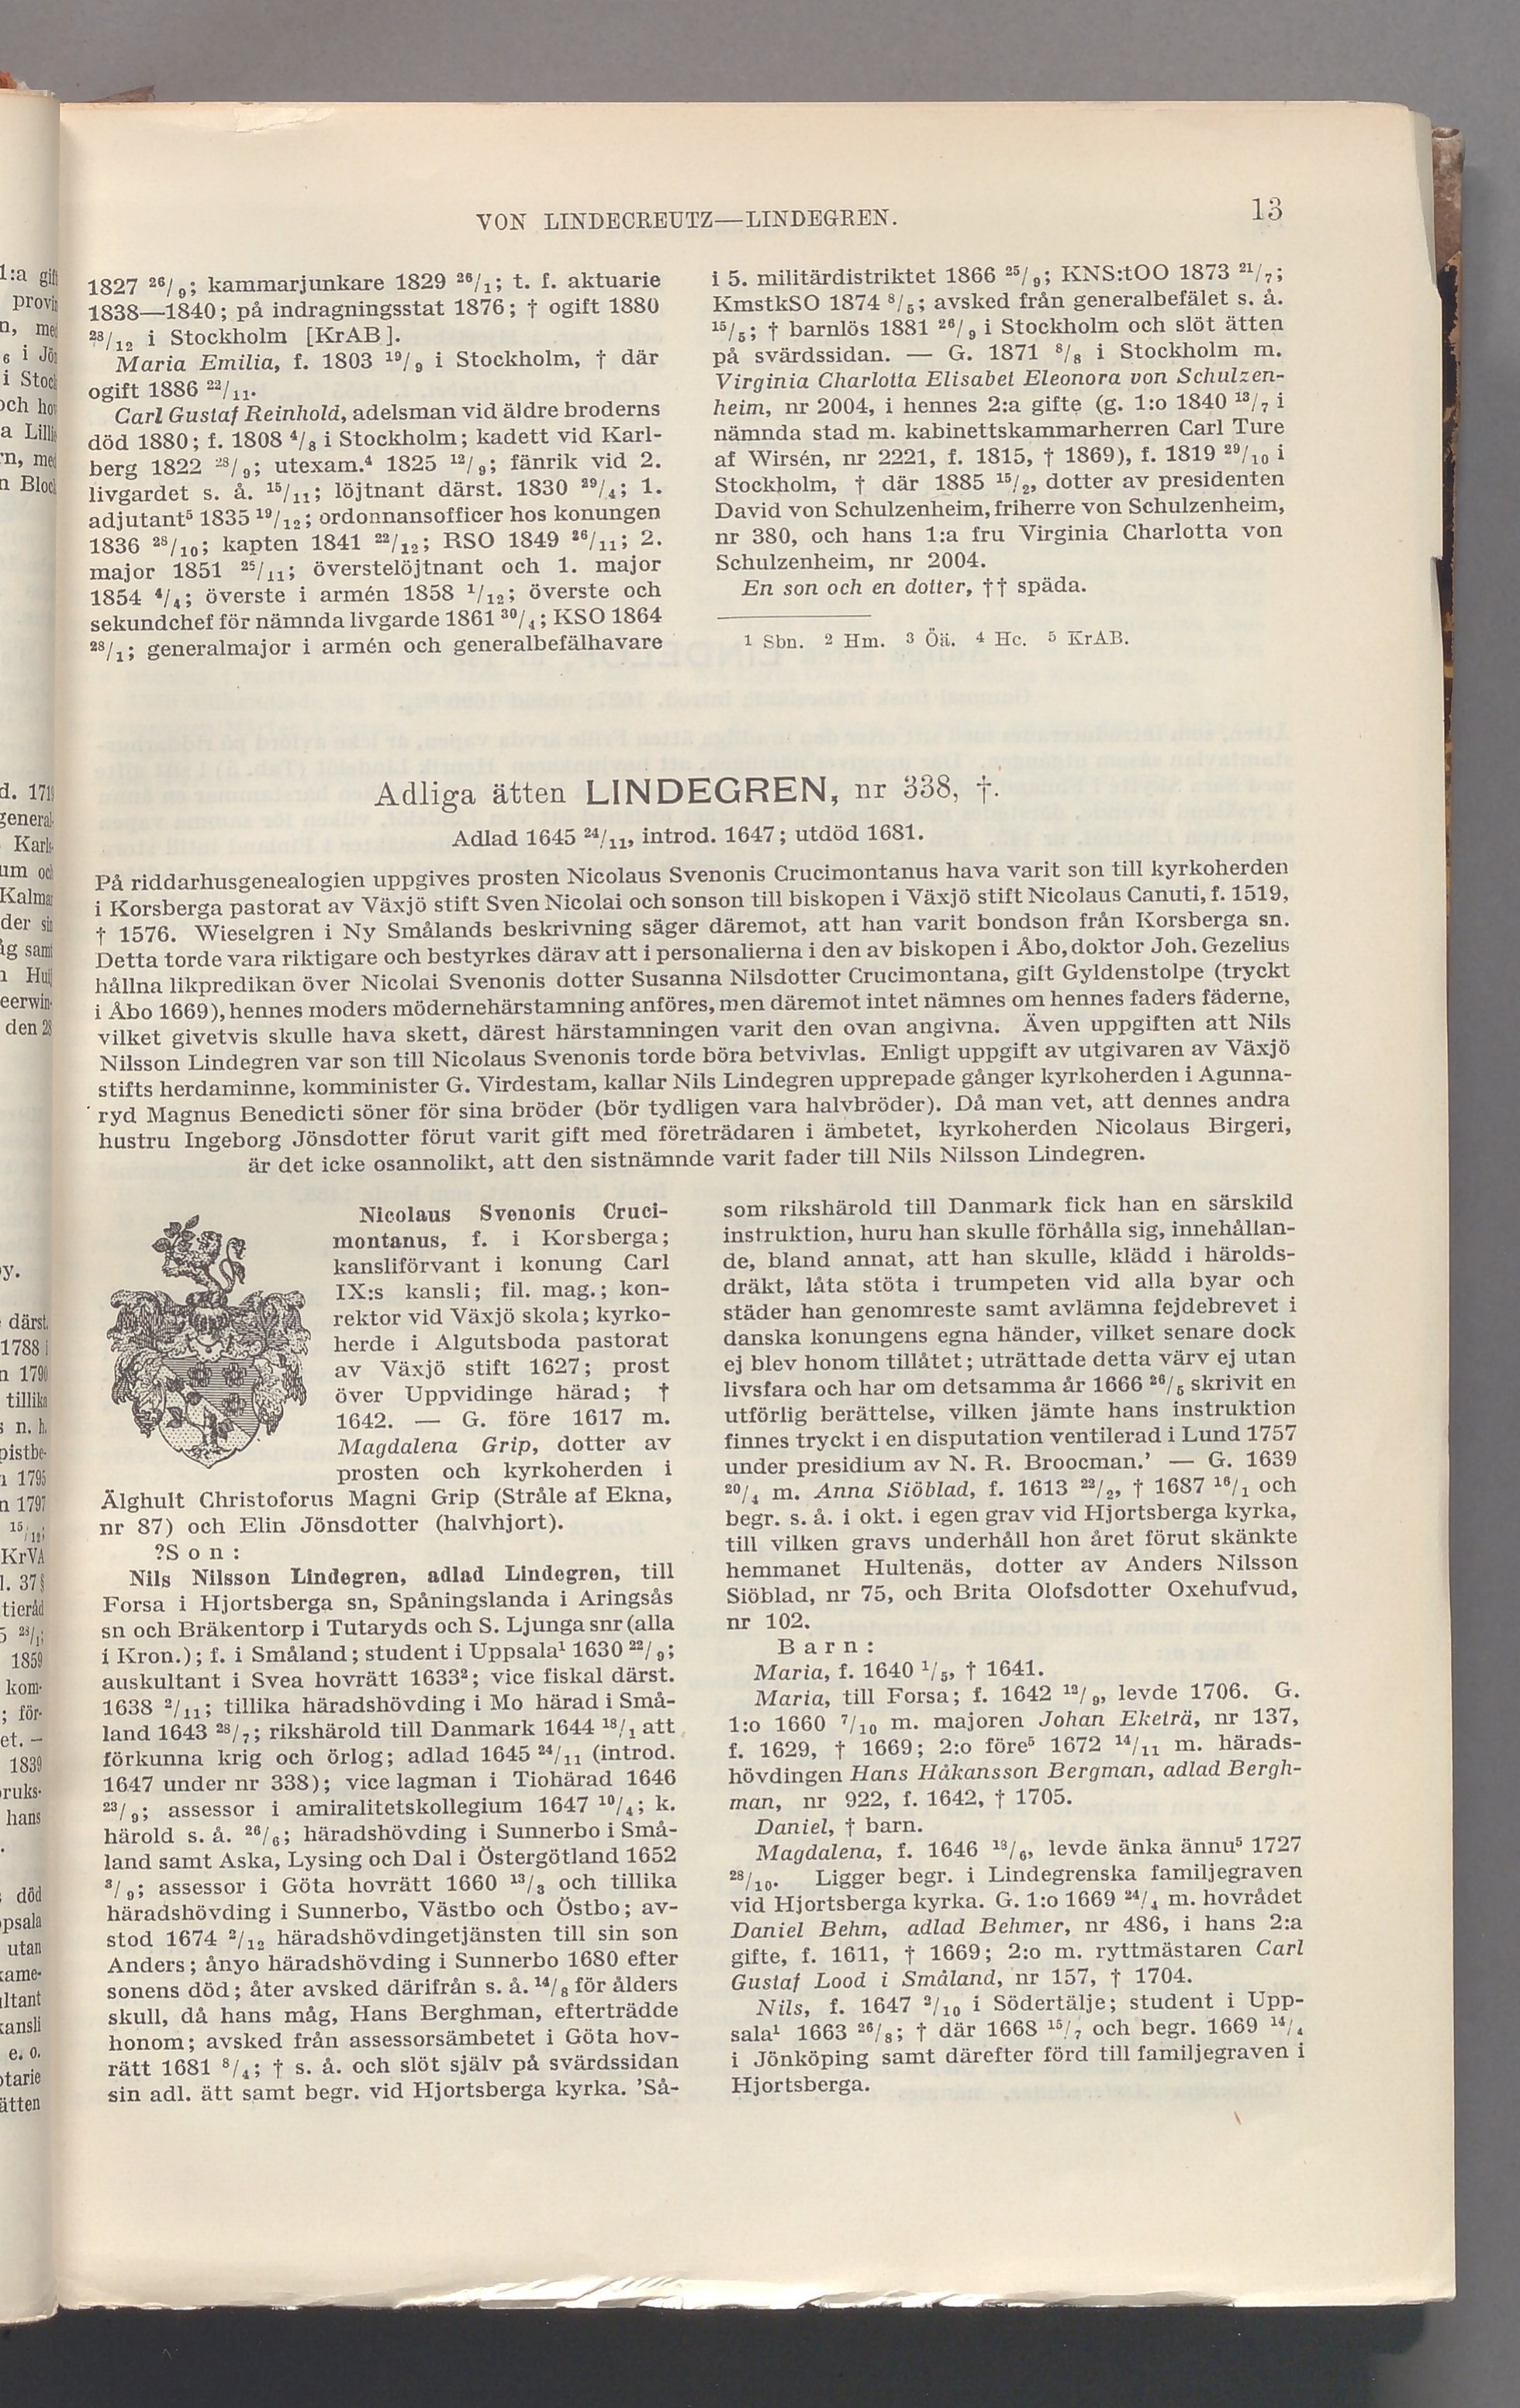 VON LINDECREUTZ—LINDEGREN.
13
1827 26/9; kammarjunkare 1829 26/1; t. f. aktuarie
1838—1840; på indragningsstat 1876; † ogift 1880
28/12 i Stockholm [KrAB].
Maria Emilia, f. 1803 19/9 i Stockholm, † där
ogift 1886 22/11.
Carl Gustaf Reinhold, adelsman vid äldre broderns
död 1880; f. 1808 4/8 i Stockholm; kadett vid Karl-
berg 1822 28/9; utexam.4 1825 12/9; fänrik vid 2.
livgardet s. å. 15/11; löjtnant därst. 1830 29/4; 1.
adjutant5 1835 19/12; ordonnansofficer hos konungen
1836 28/10; kapten 1841 22/12; RSO 1849 26/11; 2.
major 1851 25/11; överstelöjtnant och 1. major
1854 4/4; överste i armén 1858 1/12; överste och
sekundchef för nämnda livgarde 1861 30/4; KSO 1864
28/1; generalmajor i armén och generalbefälhavare
i 5. militärdistriktet 1866 25/9; KNS:tOO 1873 21/7;
KmstkSO 1874 8/5; avsked från generalbefälet s. å.
15/5; † barnlös 1881 26/9 i Stockholm och slöt ätten
på svärdssidan. — G. 1871 8/8 i Stockholm m.
Virginia Charlotta Elisabet Eleonora von Schulzen-
heim, nr 2004, i hennes 2:a gifte (g. 1:o 1840 13/7 i
nämnda stad m. kabinettskammarherren Carl Ture
af Wirsén, nr 2221, f. 1815, † 1869), f. 1819 29/10 i
Stockholm, † där 1885 15/2, dotter av presidenten
David von Schulzenheim, friherre von Schulzenheim,
nr 380, och hans 1:a fru Virginia Charlotta von
Schulzenheim, nr 2004.
En son och en dotter, †† späda.
1 Sbn. 2 Hm. 3 Öä. 4 Hc. 5 KrAB.
Adliga ätten LINDEGREN, nr 338, †.
Adlad 1645 24/11, introd. 1647; utdöd 1681.
På riddarhusgenealogien uppgives prosten Nicolaus Svenonis Crucimontanus hava varit son till kyrkoherden
i Korsberga pastorat av Växjö stift Sven Nicolai och sonson till biskopen i Växjö stift Nicolaus Canuti, f. 1519,
† 1576. Wieselgren i Ny Smålands beskrivning säger däremot, att han varit bondson från Korsberga sn.
Detta torde vara riktigare och bestyrkes därav att i personalierna i den av biskopen i Åbo, doktor Joh. Gezelius
hållna likpredikan över Nicolai Svenonis dotter Susanna Nilsdotter Crucimontana, gift Gyldenstolpe (tryckt
i Åbo 1669), hennes moders mödernehärstamning anföres, men däremot intet nämnes om hennes faders fäderne,
vilket givetvis skulle hava skett, därest härstamningen varit den ovan angivna. Även uppgiften att Nils
Nilsson Lindegren var son till Nicolaus Svenonis torde böra betvivlas. Enligt uppgift av utgivaren av Växjö
stifts herdaminne, komminister G. Virdestam, kallar Nils Lindegren upprepade gånger kyrkoherden i Agunna-
ryd Magnus Benedicti söner för sina bröder (bör tydligen vara halvbröder). Då man vet, att dennes andra
hustru Ingeborg Jönsdotter förut varit gift med företrädaren i ämbetet, kyrkoherden Nicolaus Birgeri,
är det icke osannolikt, att den sistnämnde varit fader till Nils Nilsson Lindegren.
Nicolaus Svenonis Cruci-
montanus, f. i Korsberga;
kansliförvant i konung Carl
IX:s kansli; fil. mag.; kon-
rektor vid Växjö skola; kyrko-
herde i Algutsboda pastorat
av Växjö stift 1627; prost
över Uppvidinge härad; †
1642. — G. före 1617 m.
Magdalena Grip, dotter av
prosten och kyrkoherden i
Älghult Christoforus Magni Grip (Stråle af Ekna,
nr 87) och Elin Jönsdotter (halvhjort).
?Son:
Nils Nilsson Lindegren, adlad Lindegren, till
Forsa i Hjortsberga sn, Spåningslanda i Aringsås
sn och Bräkentorp i Tutaryds och S. Ljunga snr (alla
i Kron.); f. i Småland; student i Uppsala1 1630 22/9;
auskultant i Svea hovrätt 16332; vice fiskal därst.
1638 2/11; tillika häradshövding i Mo härad i Små-
land 1643 28/7; rikshärold till Danmark 1644 18/1 att
förkunna krig och örlog; adlad 1645 24/11 (introd.
1647 under nr 338); vice lagman i Tiohärad 1646
23/9; assessor i amiralitetskollegium 1647 10/4; k.
härold s. å. 26/6; häradshövding i Sunnerbo i Små-
land samt Aska, Lysing och Dal i Östergötland 1652
3/9; assessor i Göta hovrätt 1660 13/3 och tillika
häradshövding i Sunnerbo, Västbo och Östbo; av-
stod 1674 2/12 häradshövdingetjänsten till sin son
Anders; ånyo häradshövding i Sunnerbo 1680 efter
sonens död; åter avsked därifrån s. å. 14/8 för ålders
skull, då hans måg, Hans Berghman, efterträdde
honom; avsked från assessorsämbetet i Göta hov-
rätt 1681 8/4; † s. å. och slöt själv på svärdssidan
sin adl. ätt samt begr. vid Hjortsberga kyrka. 'Så-
som rikshärold till Danmark fick han en särskild
instruktion, huru han skulle förhålla sig, innehållan-
de, bland annat, att han skulle, klädd i härolds-
dräkt, låta stöta i trumpeten vid alla byar och
städer han genomreste samt avlämna fejdebrevet i
danska konungens egna händer, vilket senare dock
ej blev honom tillåtet; uträttade detta värv ej utan
livsfara och har om detsamma år 1666 26/5 skrivit en
utförlig berättelse, vilken jämte hans instruktion
finnes tryckt i en disputation ventilerad i Lund 1757
under presidium av N. R. Broocman.' — G. 1639
20/4 m. Anna Siöblad, f. 1613 22/2, † 1687 16/1 och
begr. s. å. i okt. i egen grav vid Hjortsberga kyrka,
till vilken gravs underhåll hon året förut skänkte
hemmanet Hultenäs, dotter av Anders Nilsson
Siöblad, nr 75, och Brita Olofsdotter Oxehufvud,
nr 102.
Barn:
Maria, f. 1640 1/5, † 1641.
Maria, till Forsa; f. 1642 12/9, levde 1706. G.
1:o 1660 7/10 m. majoren Johan Eketrä, nr 137,
f. 1629, † 1669; 2:o före5 1672 14/11 m. härads-
hövdingen Hans Håkansson Bergman, adlad Bergh-
man, nr 922, f. 1642, † 1705.
Daniel, † barn.
Magdalena, f. 1646 13/6, levde änka ännu5 1727
28/10. Ligger begr. i Lindegrenska familjegraven
vid Hjortsberga kyrka. G. 1:o 1669 24/4 m. hovrådet
Daniel Behm, adlad Behmer, nr 486, i hans 2:a
gifte, f. 1611, † 1669; 2:o m. ryttmästaren Carl
Gustaf Lood i Småland, nr 157, † 1704.
Nils, f. 1647 2/10 i Södertälje; student i Upp-
sala1 1663 26/8; † där 1668 15/7 och begr. 1669 14/4
i Jönköping samt därefter förd till familjegraven i
Hjortsberga.